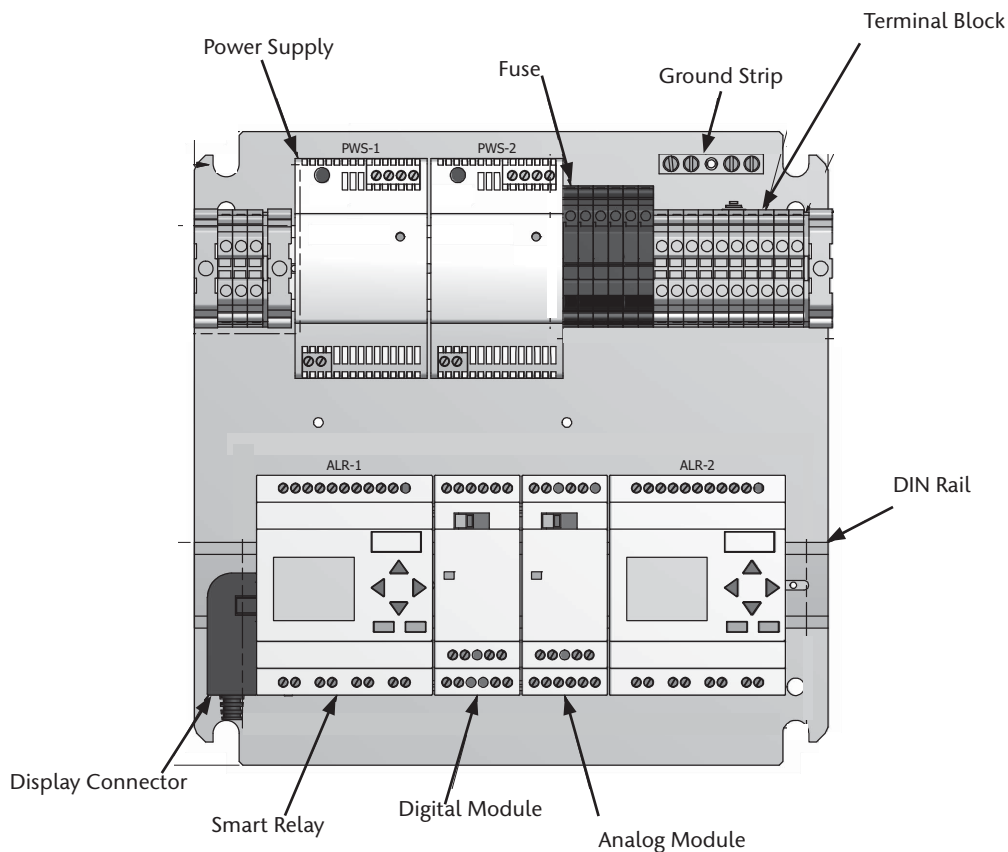 Terminal Block
Power Supply
Fuse
Ground Strip
PWS-1
PWS-2
ALR-1
ALR-2
DIN Rail
Display Connector
Smart Relay
Digital Module
Analog Module